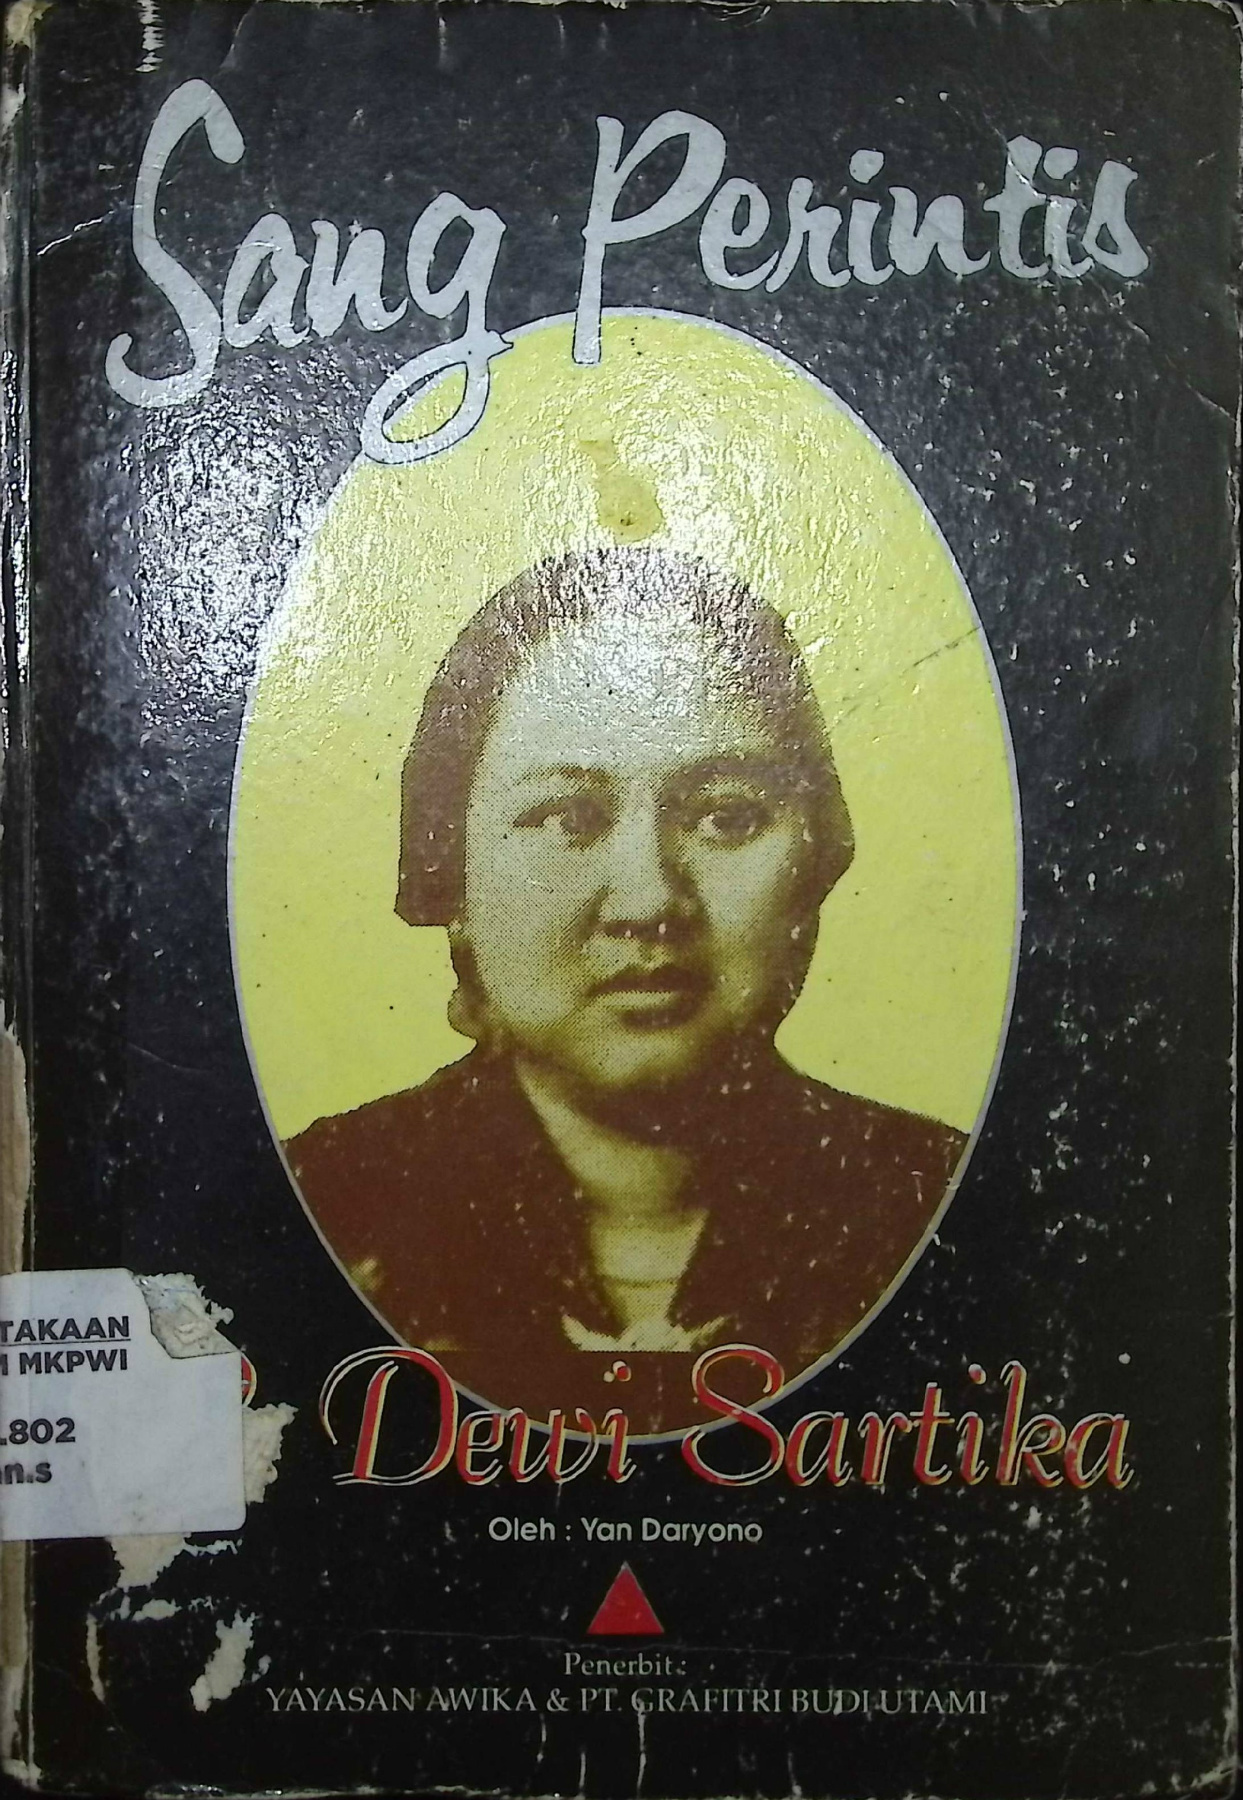 Sang Perintis
TAKAAN
MKPWI
.802
n.s
Dewi Sartika
Oleh : Yan Daryono
Penerbit :
YAYASAN AWIKA & PT. GRAFITRI BUDI UTAMI